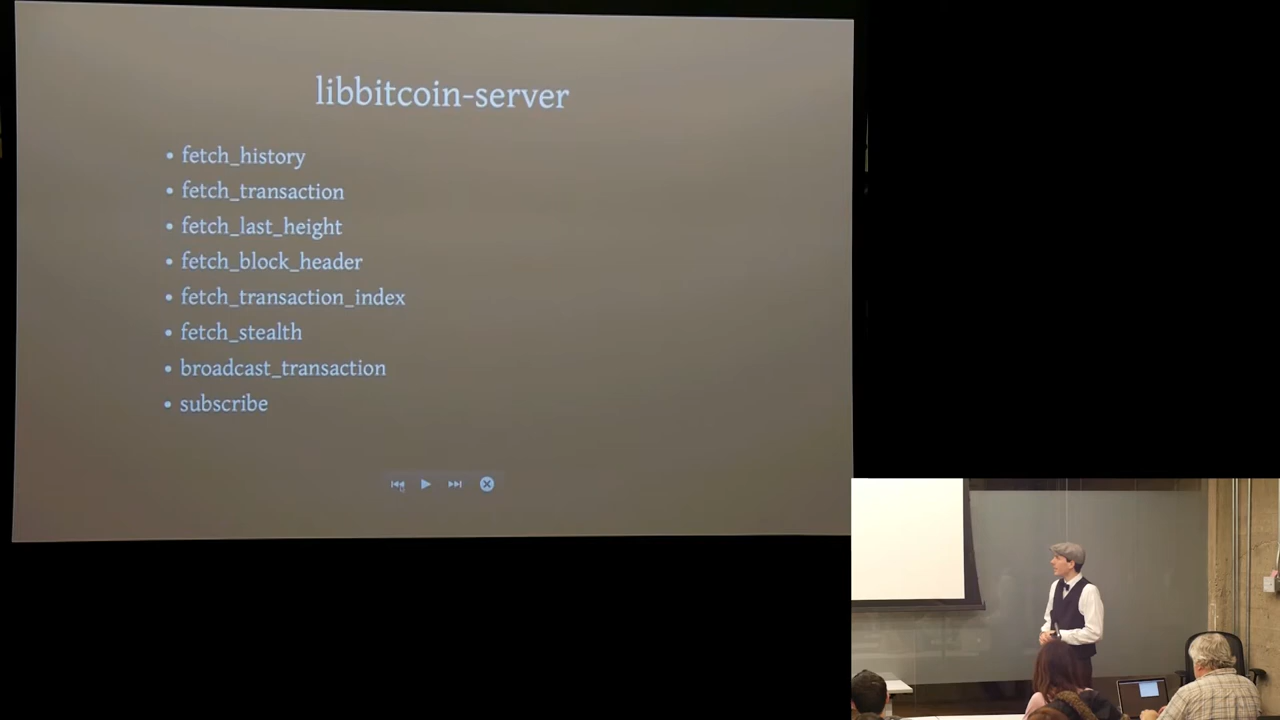 libbitcoin-server
• fetch_history
• fetch_transaction
• fetch_last_height
• fetch_block_header
• fetch_transaction_index
• fetch_stealth
• broadcast_transaction
• subscribe